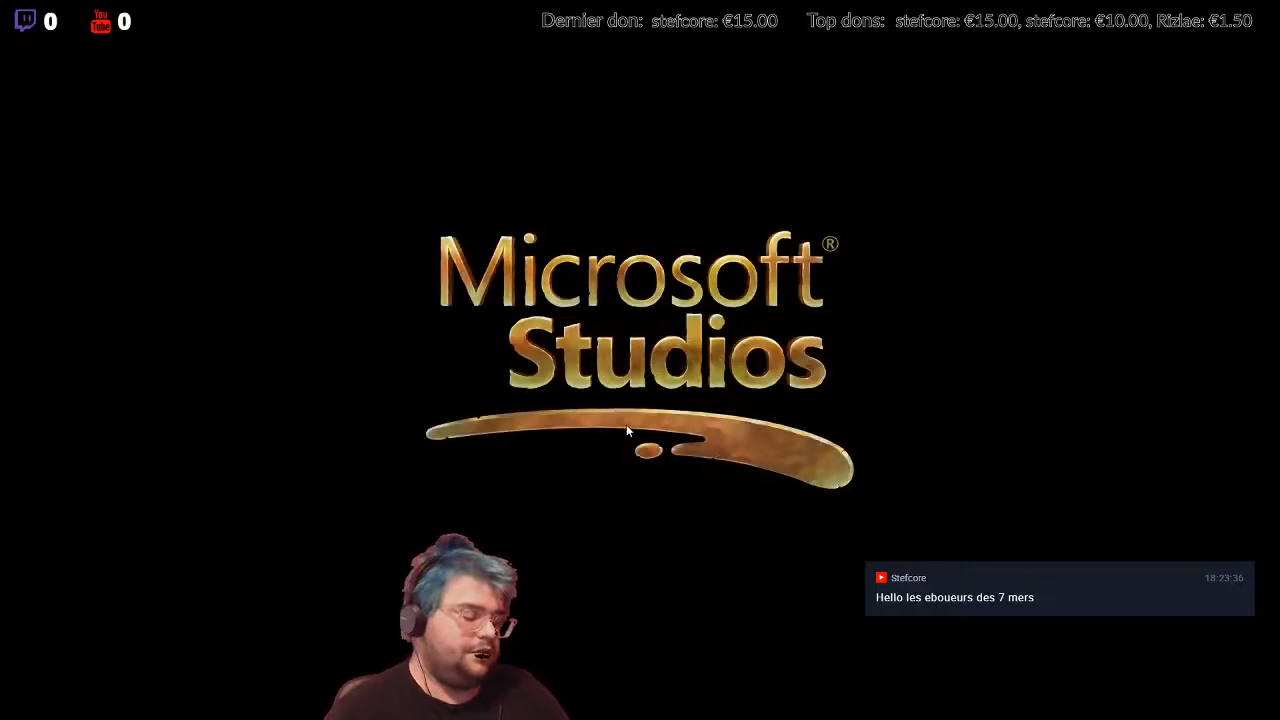 0 0 Dernier don: stefcore: €15.00 Top dons: stefcore: €15.00, stefcore: €10.00, Rizlae: €1.50
Microsoft®
Studios
Stefcore 18:23:36
Hello les eboueurs des 7 mers